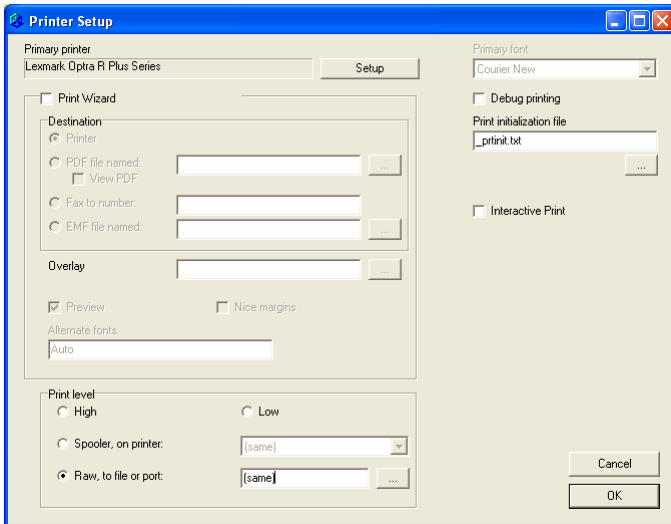 Printer Setup
Primary printer
Lexmark Optra R Plus Series
Setup
Primary font
Courier New
Print Wizard
Debug printing
Destination
Print initialization file
Printer
_prtinit.txt
PDF file named:
...
...
View PDF
Fax to number:
Interactive Print
EMF file named:
...
Overlay
...
Preview
Nice margins
Alternate fonts
Auto
Print level
High
Low
Spooler, on printer:
(same)
Raw, to file or port:
(same)
...
Cancel
OK